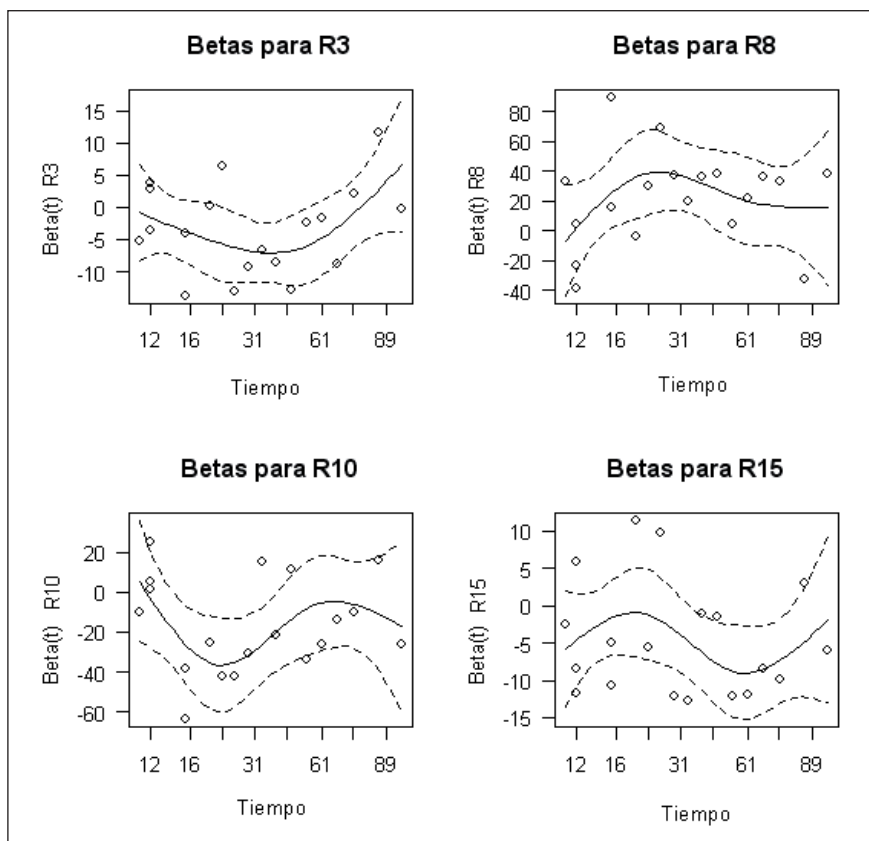 Betas para R3
Beta(t) R3
15
10
5
0
-5
-10
12 16 31 61 89
Tiempo
Betas para R8
Beta(t) R8
80
60
40
20
0
-20
-40
12 16 31 61 89
Tiempo
Betas para R10
Beta(t) R10
20
0
-20
-40
-60
12 16 31 61 89
Tiempo
Betas para R15
Beta(t) R15
10
5
0
-5
-10
-15
12 16 31 61 89
Tiempo